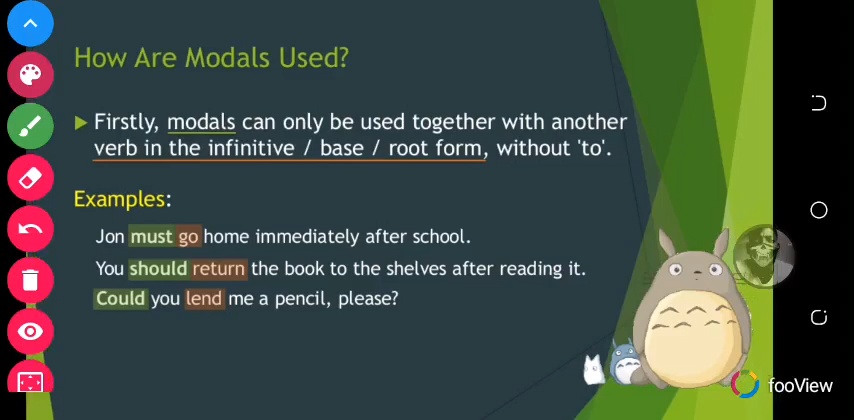 How Are Modals Used?
Firstly, modals can only be used together with another
verb in the infinitive / base / root form, without 'to'.
Examples:
Jon must go home immediately after school.
You should return the book to the shelves after reading it.
Could you lend me a pencil, please?
fooView